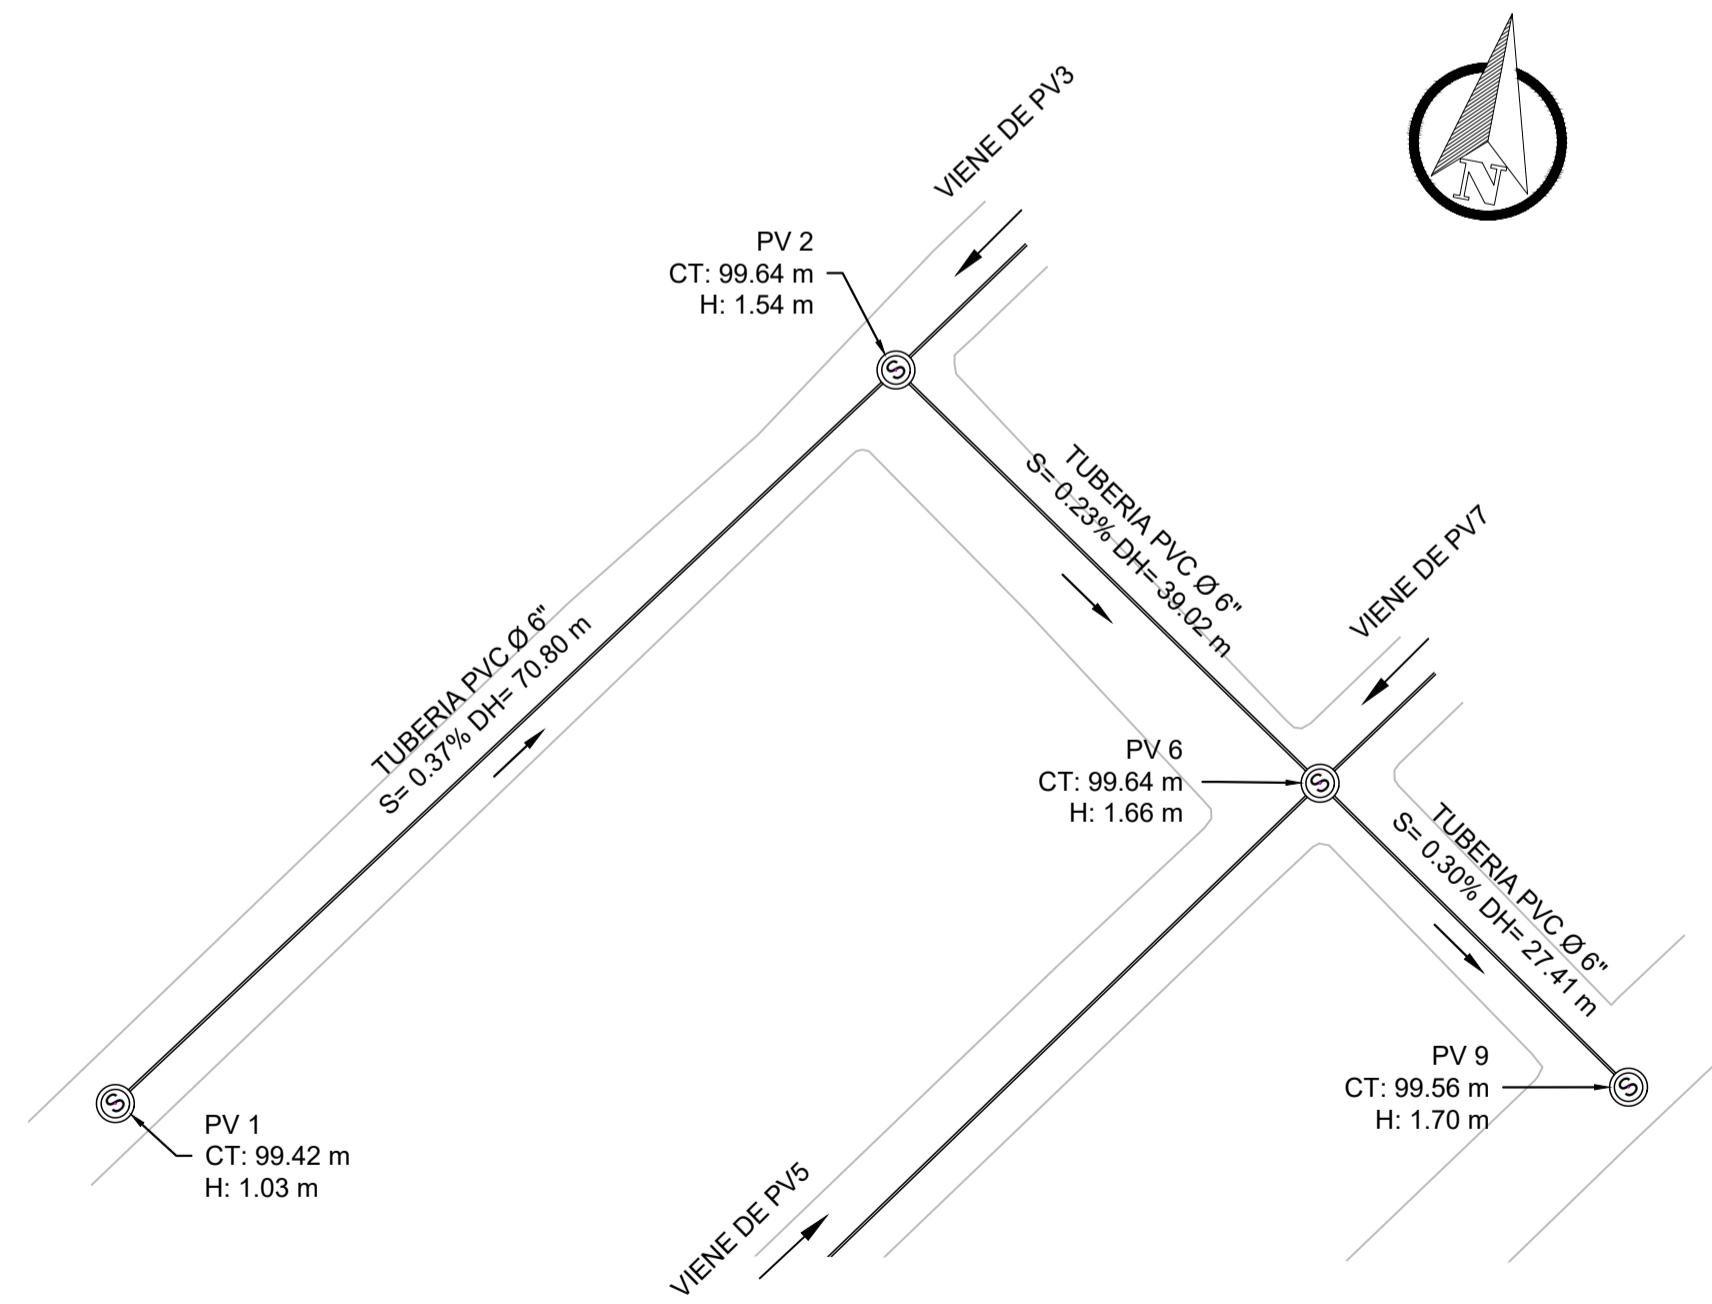 VIENE DE PV3
N
PV 2
CT: 99.64 m
H: 1.54 m
S
TUBERIA PVC Ø 6"
S= 0.23% DH= 39.02 m
VIENE DE PV7
TUBERIA PVC Ø 6"
S= 0.37% DH= 70.80 m
PV 6
CT: 99.64 m
H: 1.66 m
S
TUBERIA PVC Ø 6"
S= 0.30% DH= 27.41 m
PV 9
CT: 99.56 m
H: 1.70 m
S
S
PV 1
CT: 99.42 m
H: 1.03 m
VIENE DE PV5